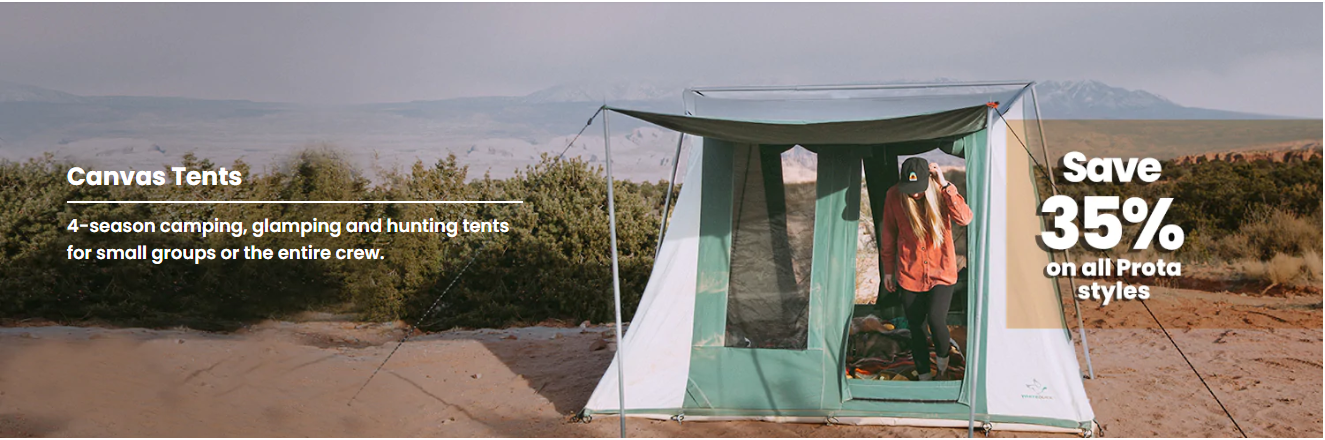 Canvas Tents
4-season camping, glamping and hunting tents
for small groups or the entire crew.
Save
35%
on all Prota
styles